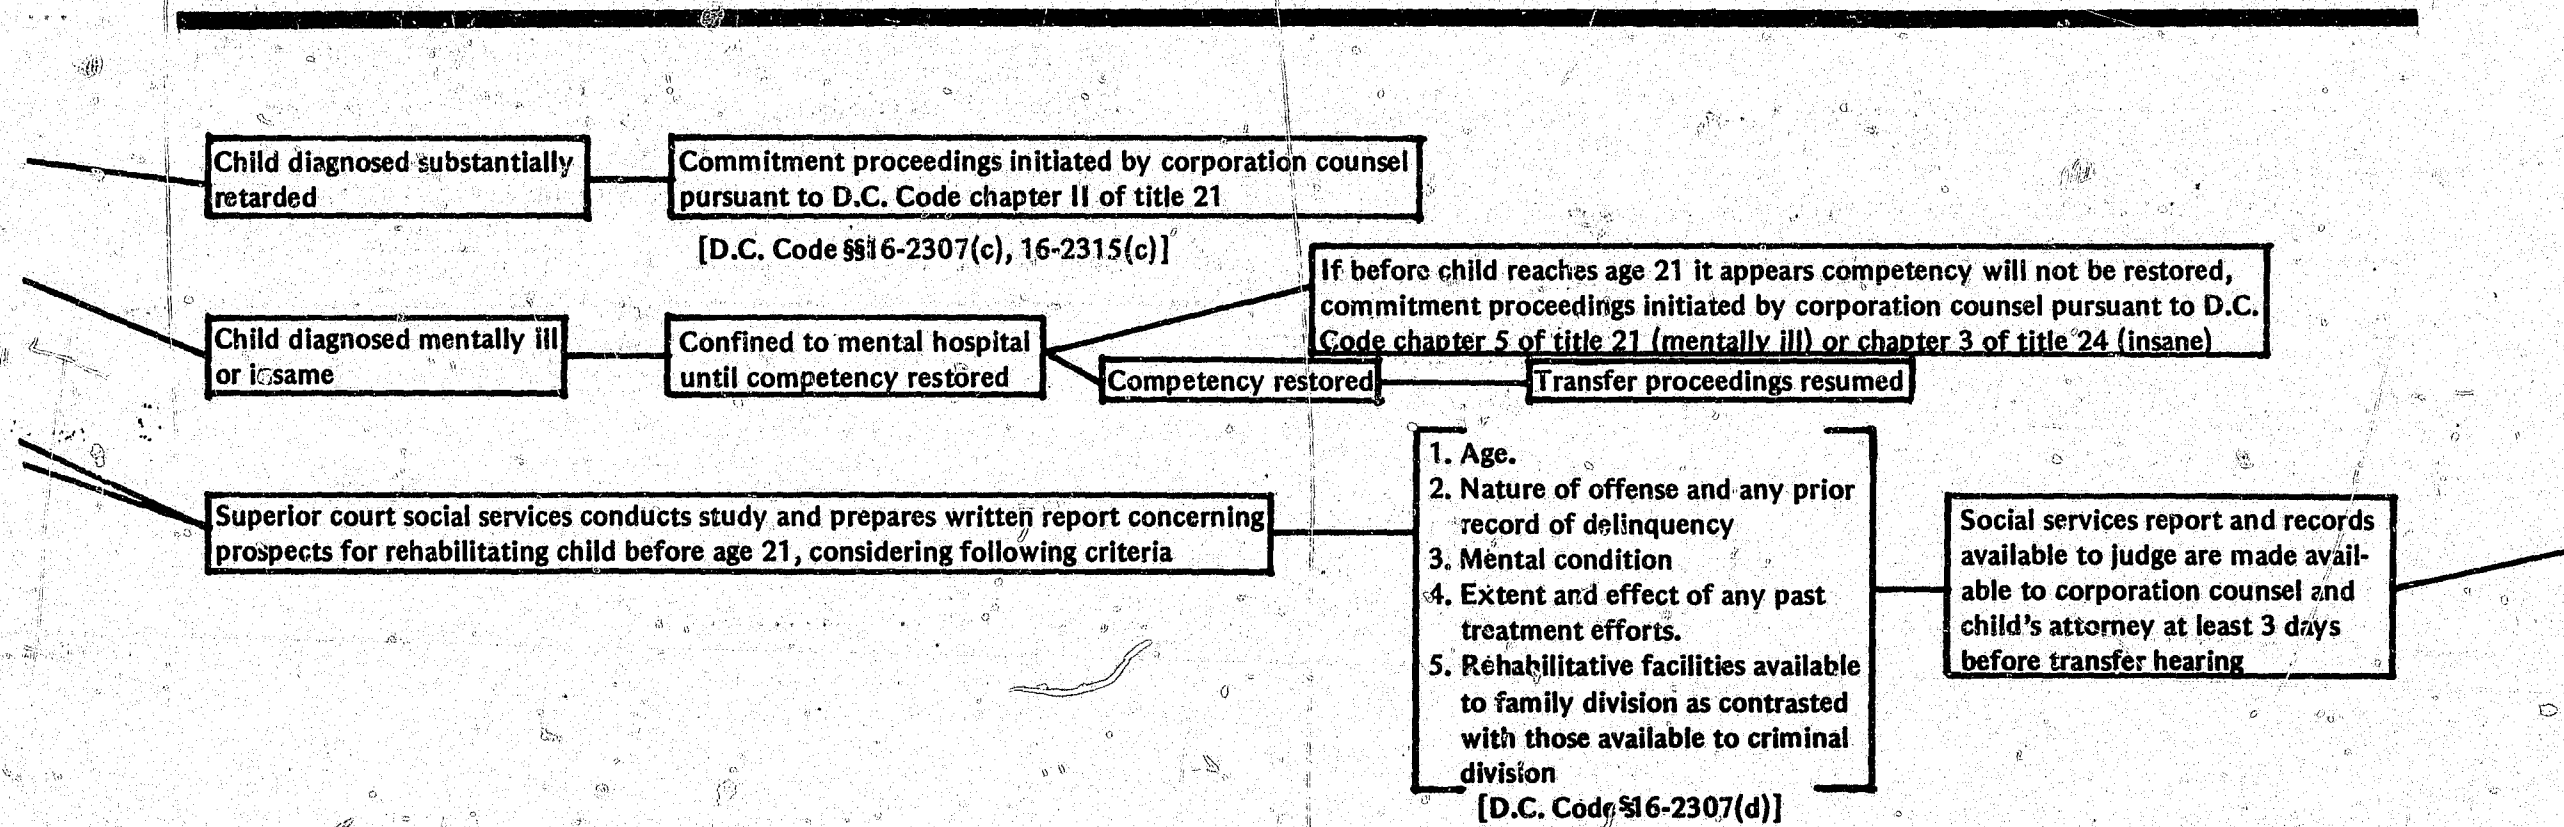 Child diagnosed substantially
retarded
Commitment proceedings initiated by corporation counsel
pursuant to D.C. Code chapter II of title 21
[D.C. Code §§16-2307(c), 16-2315(c)]
If before child reaches age 21 it appears competency will not be restored,
commitment proceedings initiated by corporation counsel pursuant to D.C.
Code chapter 5 of title 21 (mentally ill) or chapter 3 of title 24 (insane)
Child diagnosed mentally ill
or insame
Confined to mental hospital
until competency restored
Competency restored
Transfer proceedings resumed
Superior court social services conducts study and prepares written report concerning
prospects for rehabilitating child before age 21, considering following criteria
1. Age.
2. Nature of offense and any prior
record of delinquency
3. Mental condition
4. Extent and effect of any past
treatment efforts.
5. Rehabilitative facilities available
to family division as contrasted
with those available to criminal
division
[D.C. Code §16-2307(d)]
Social services report and records
available to judge are made avail-
able to corporation counsel and
child's attorney at least 3 days
before transfer hearing